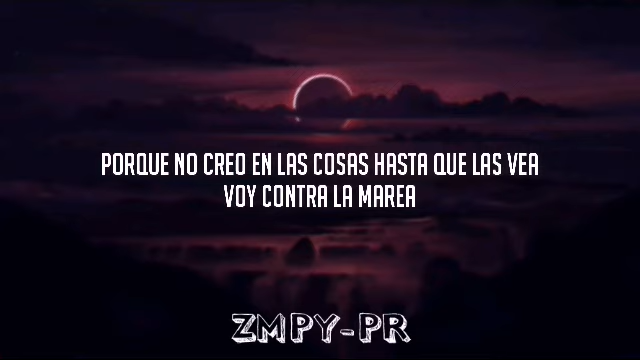 PORQUE NO CREO EN LAS COSAS HASTA QUE LAS VEA
VOY CONTRA LA MAREA
ZMPY-PR